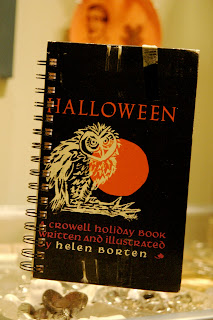 HALLOWEEN
A CROWELL HOLIDAY BOOK
WRITTEN AND ILLUSTRATED
by HELEN BORTEN